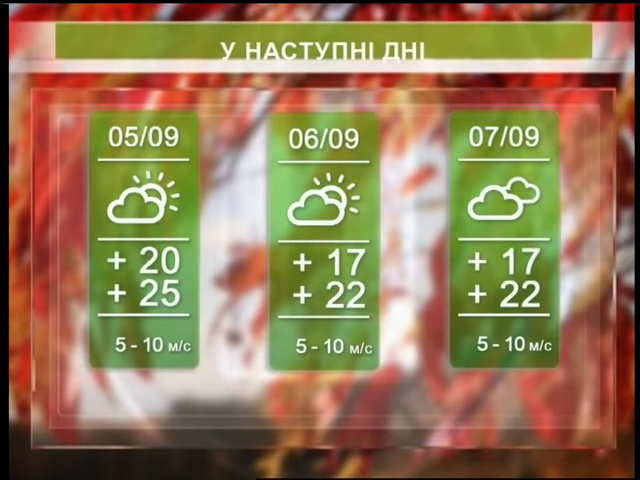 У НАСТУПНІ ДНІ
05/09
+ 20
+ 25
5 - 10 м/с
06/09
+ 17
+ 22
5 - 10 м/с
07/09
+ 17
+ 22
5 - 10 м/с